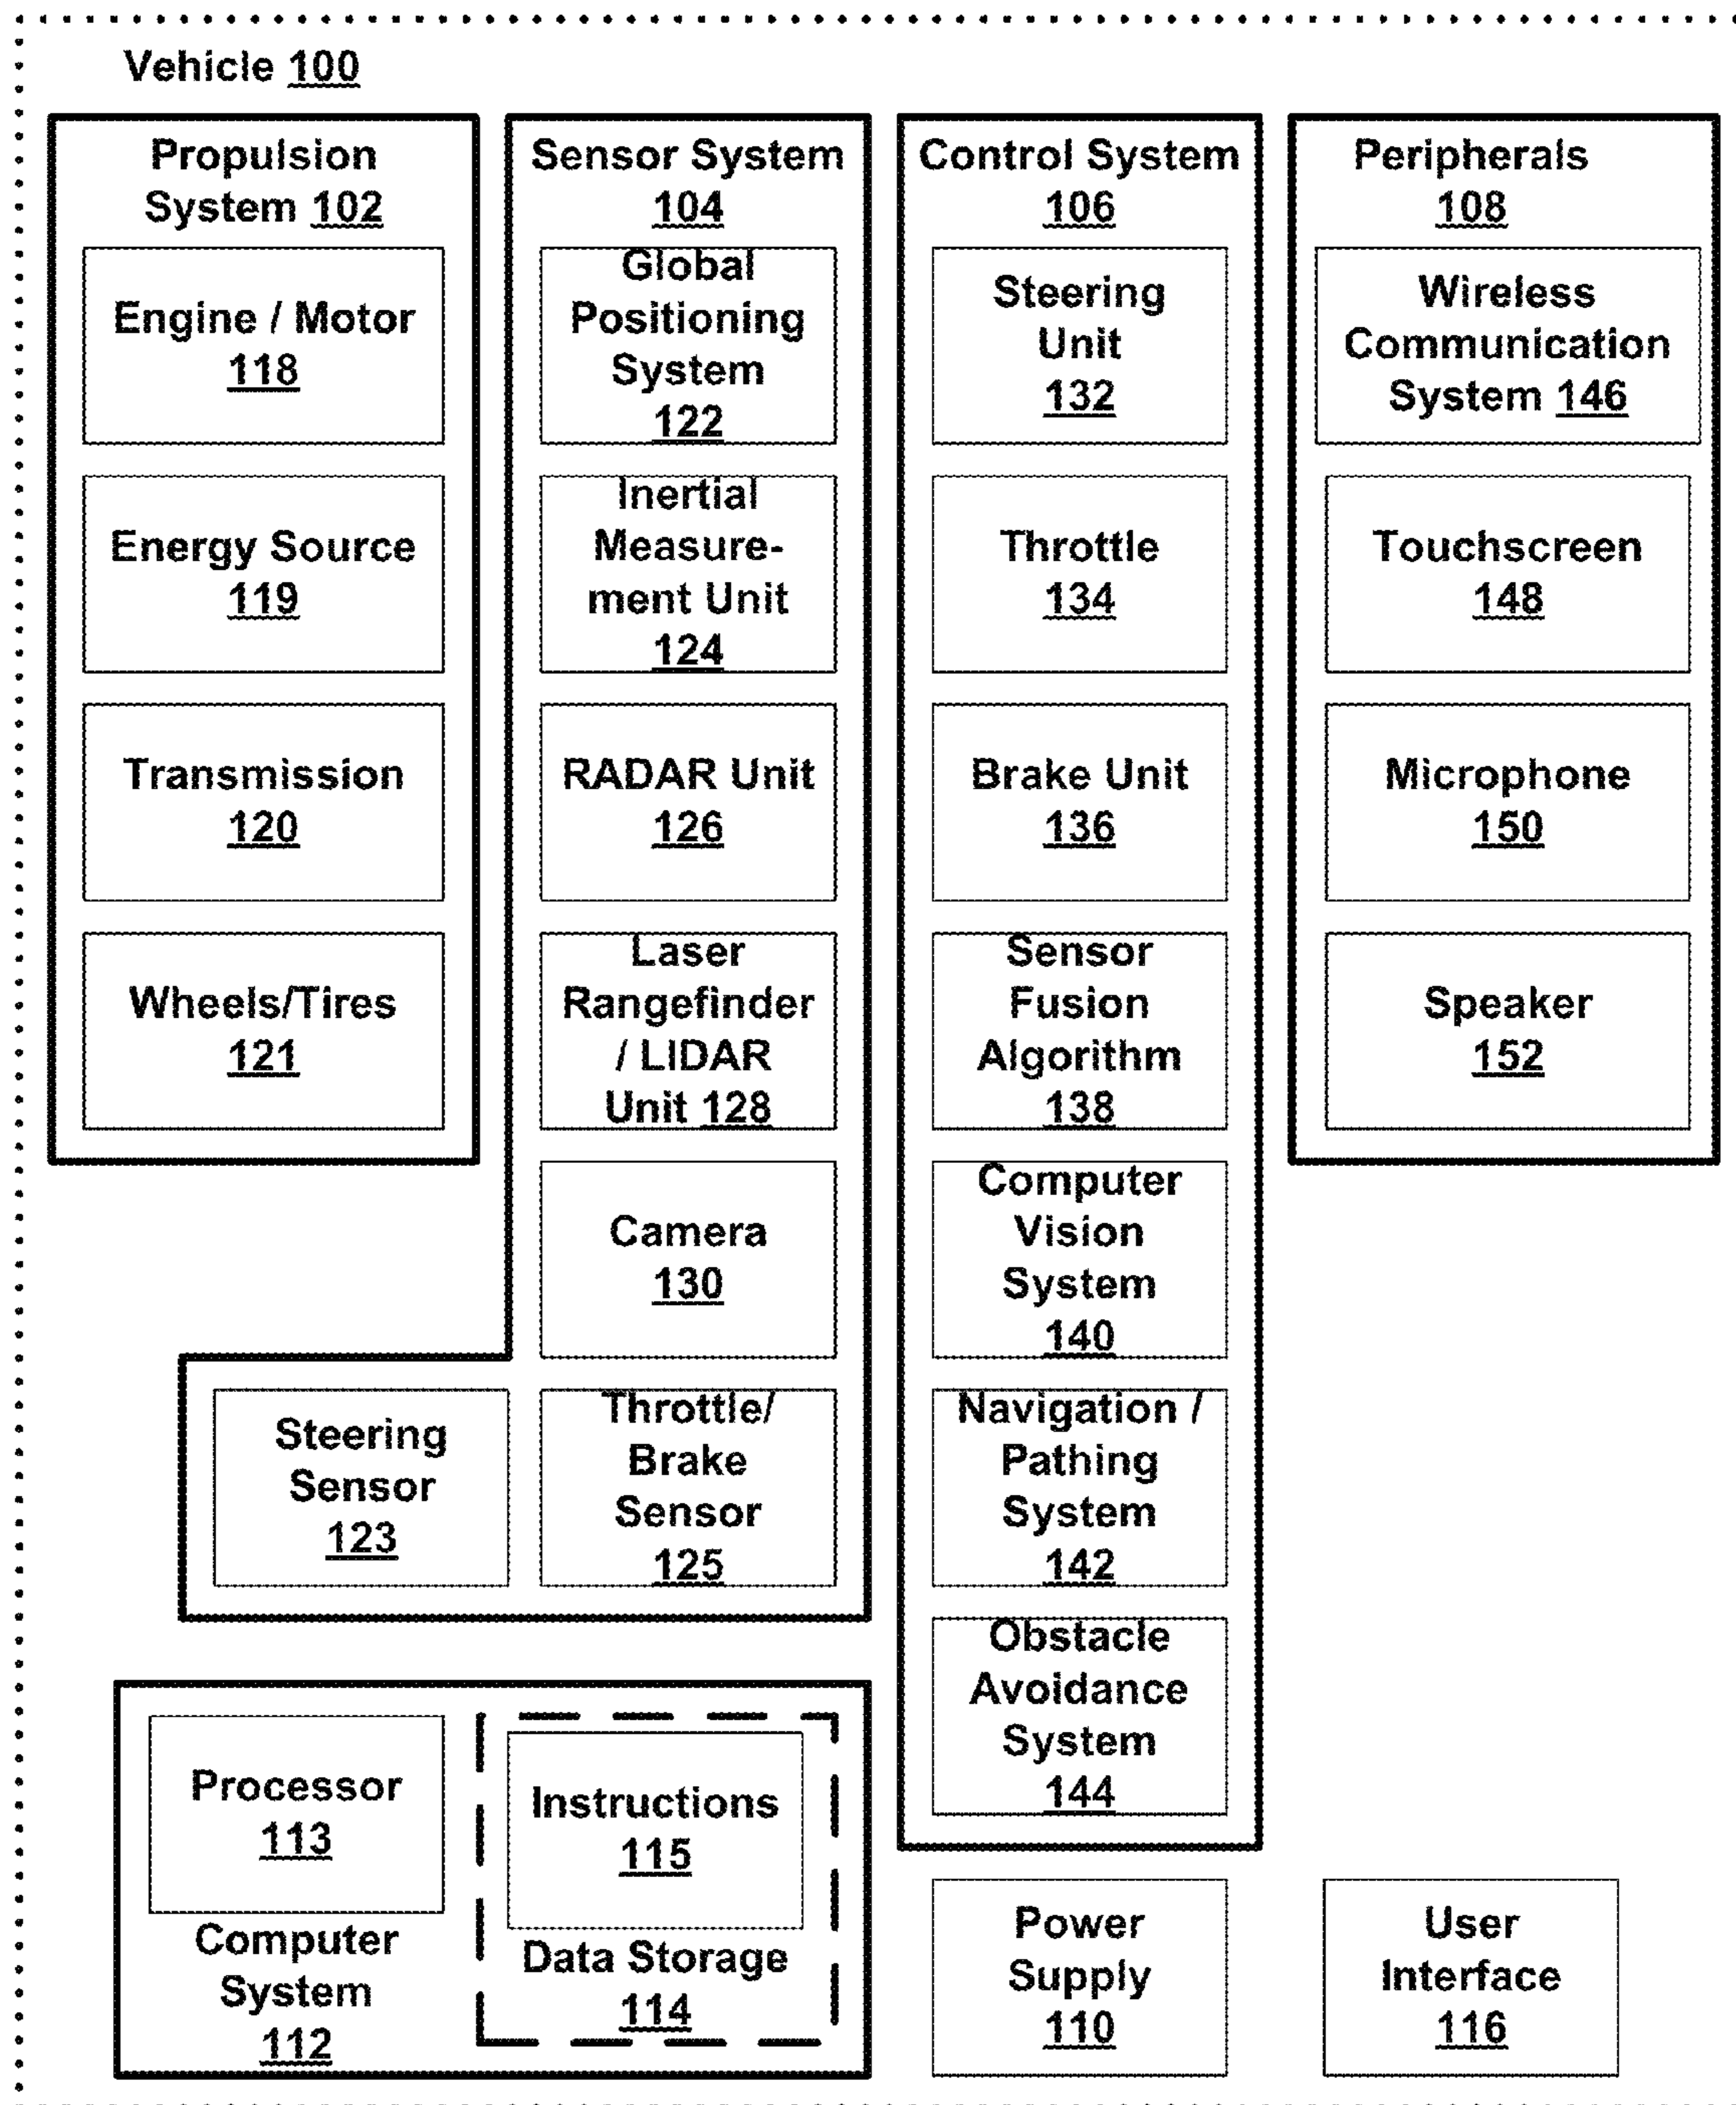 Vehicle 100
Propulsion
System 102
Engine / Motor
118
Energy Source
119
Transmission
120
Wheels/Tires
121
Sensor System
104
Global
Positioning
System
122
Inertial
Measure-
ment Unit
124
RADAR Unit
126
Laser
Rangefinder
/ LIDAR
Unit 128
Camera
130
Steering
Sensor
123
Throttle/
Brake
Sensor
125
Control System
106
Steering
Unit
132
Throttle
134
Brake Unit
136
Sensor
Fusion
Algorithm
138
Computer
Vision
System
140
Navigation /
Pathing
System
142
Obstacle
Avoidance
System
144
Peripherals
108
Wireless
Communication
System 146
Touchscreen
148
Microphone
150
Speaker
152
Processor
113
Computer
System
112
Instructions
115
Data Storage
114
Power
Supply
110
User
Interface
116